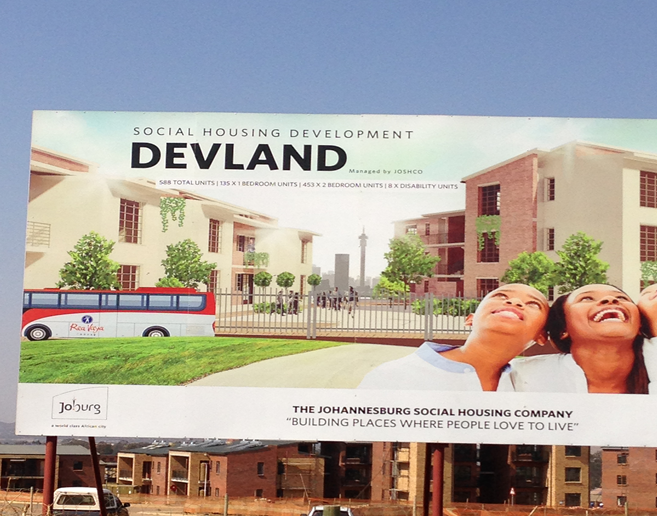 SOCIAL HOUSING DEVELOPMENT
DEVLAND
Managed by JOSHCO
588 TOTAL UNITS | 135 X 1 BEDROOM UNITS | 453 X 2 BEDROOM UNITS | 8 X DISABILITY UNITS
Rea Vaya
Joburg
a world class African city
THE JOHANNESBURG SOCIAL HOUSING COMPANY
“BUILDING PLACES WHERE PEOPLE LOVE TO LIVE”